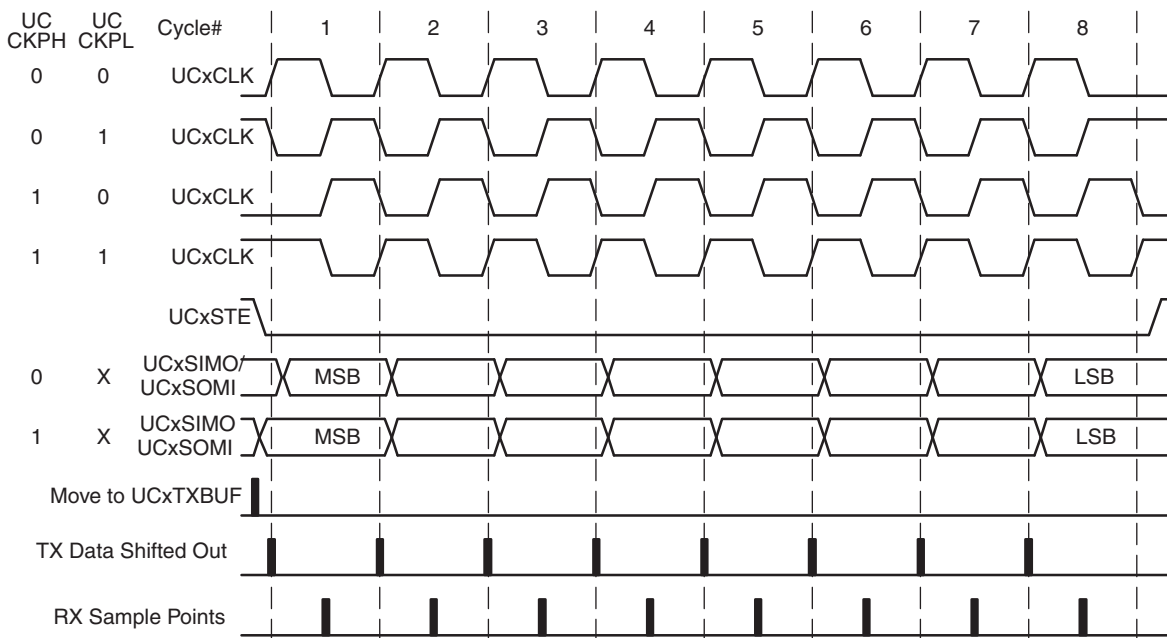 UC CKPH UC CKPL Cycle# 1 2 3 4 5 6 7 8
0 0 UCxCLK
0 1 UCxCLK
1 0 UCxCLK
1 1 UCxCLK
UCxSTE
0 X UCxSIMO/ UCxSOMI MSB LSB
1 X UCxSIMO UCxSOMI MSB LSB
Move to UCxTXBUF
TX Data Shifted Out
RX Sample Points